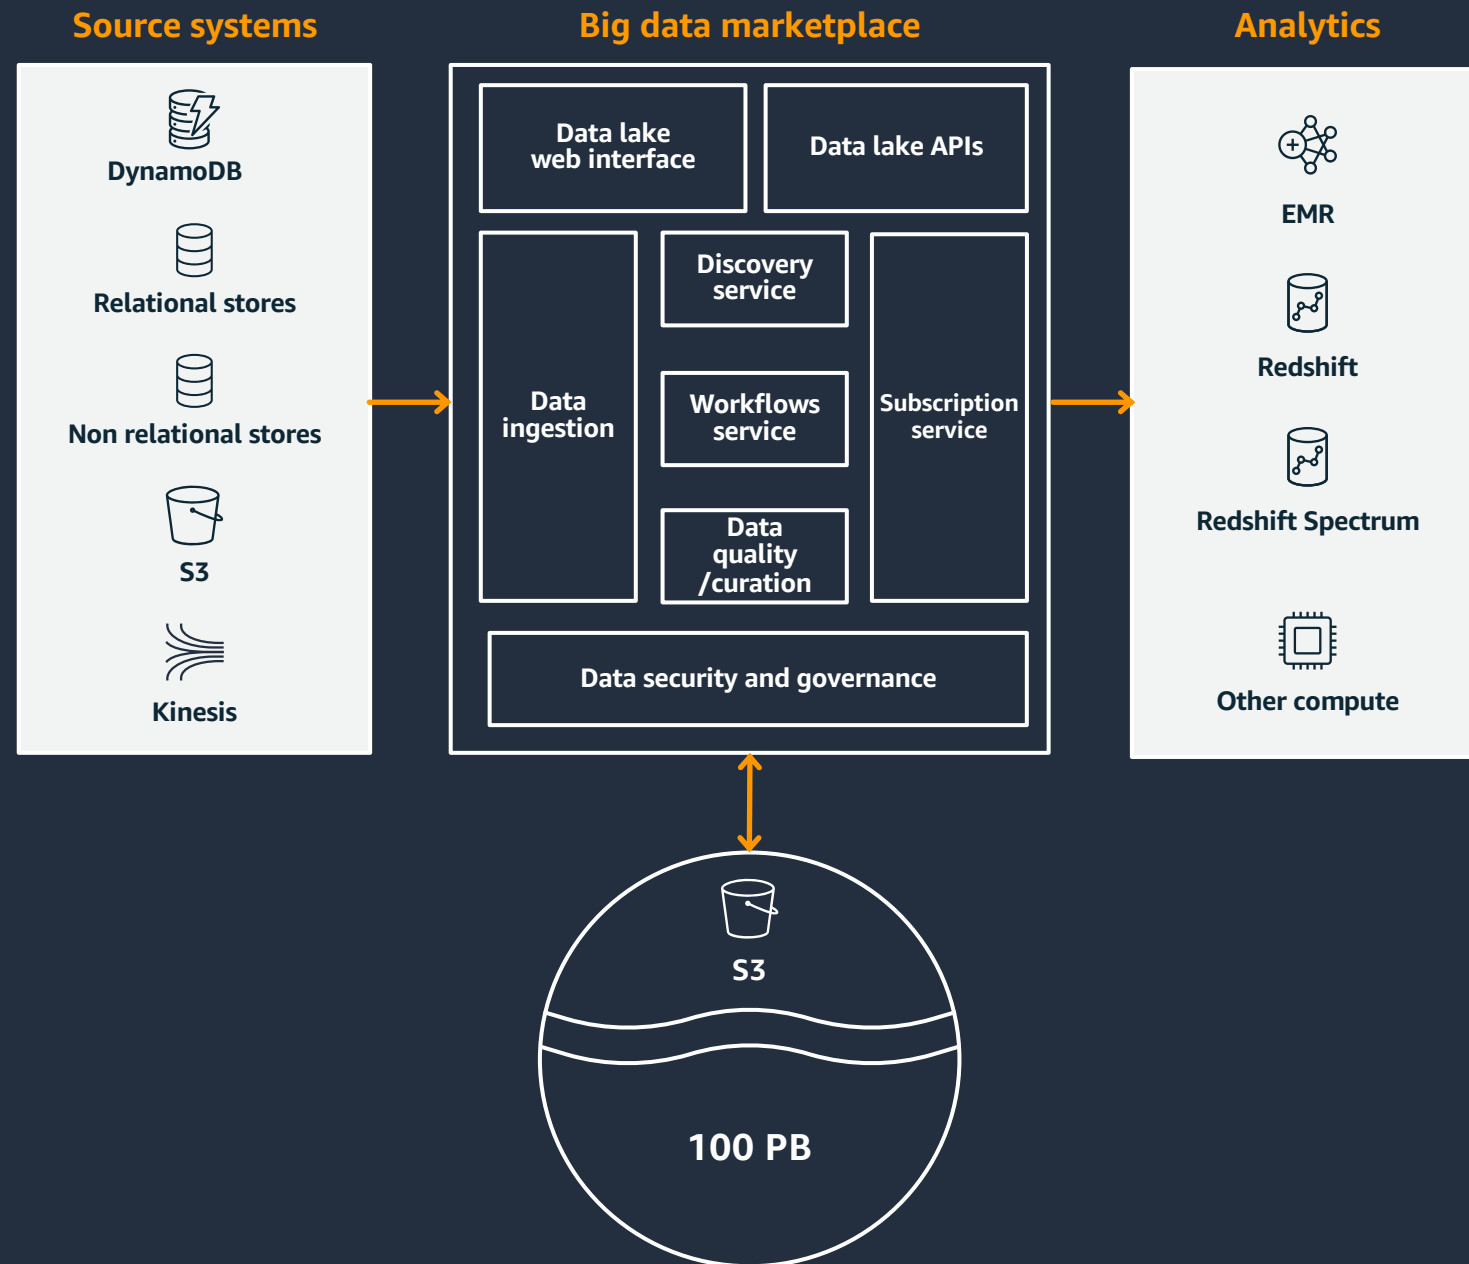 Source systems
Big data marketplace
Analytics
DynamoDB
Relational stores
Non relational stores
S3
Kinesis
Data lake
web interface
Data lake APIs
Data
ingestion
Discovery
service
Workflows
service
Data
quality
/curation
Subscription
service
Data security and governance
EMR
Redshift
Redshift Spectrum
Other compute
S3
100 PB